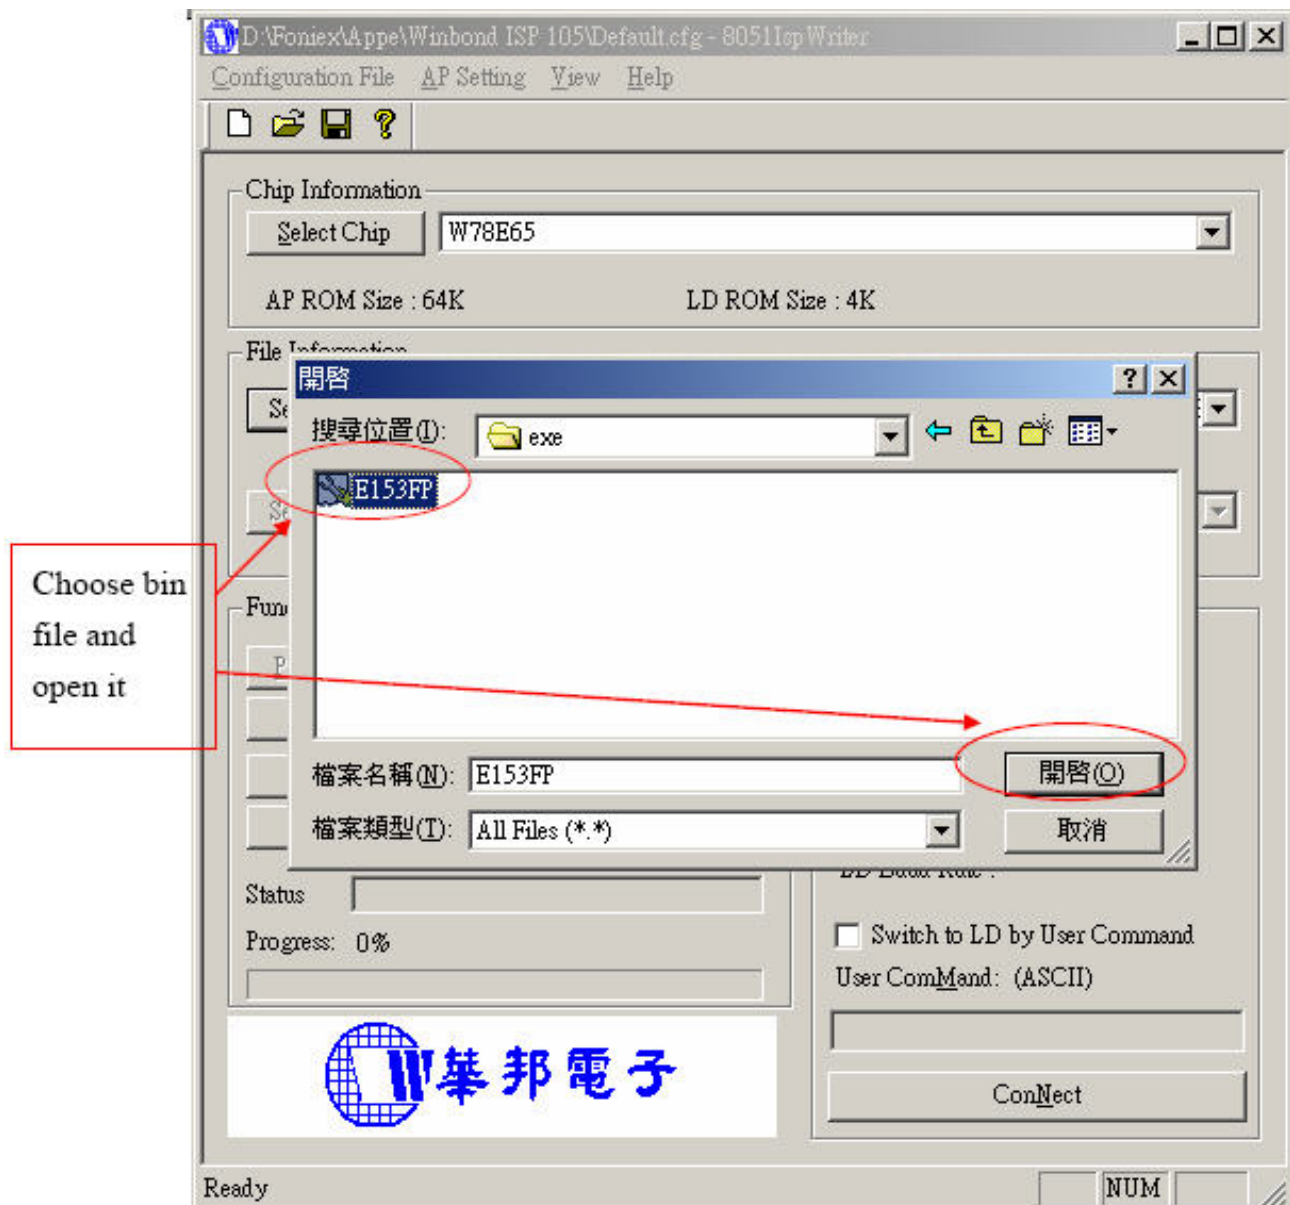 D:\Foniex\Appe\Winbond ISP 105\Default.cfg - 8051IspWriter
Configuration File AP Setting View Help
Chip Information
Select Chip W78E65
AP ROM Size : 64K LD ROM Size : 4K
File Information
開啓
搜尋位置(I): exe
E153FP
Choose bin
file and
open it
檔案名稱(N): E153FP 開啓(O)
檔案類型(T): All Files (*.*) 取消
Status
Progress: 0%
Switch to LD by User Command
User ComMand: (ASCII)
華邦電子
ConNect
Ready NUM